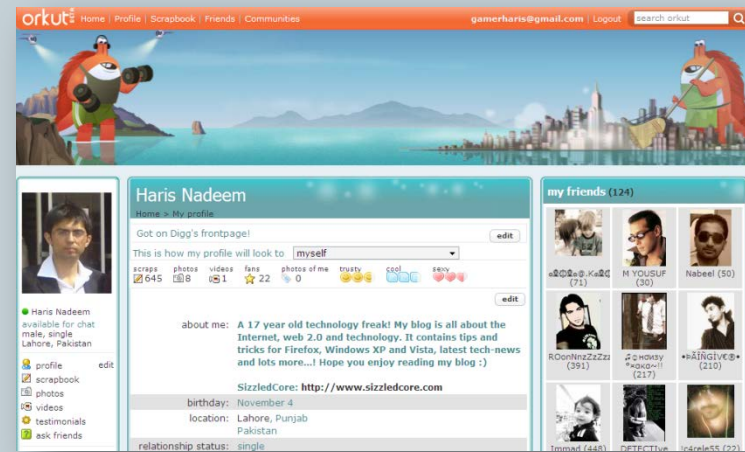 orkut BETA Home | Profile | Scrapbook | Friends | Communities
gamerharis@gmail.com | Logout search orkut
Haris Nadeem
Home > My profile
Got on Digg's frontpage! edit
This is how my profile will look to myself
scraps photos videos fans photos of me trusty cool sexy
645 8 1 22 0
edit
about me: A 17 year old technology freak! My blog is all about the
Internet, web 2.0 and technology. It contains tips and
tricks for Firefox, Windows XP and Vista, latest tech-news
and lots more...! Hope you enjoy reading my blog :)
SizzledCore: http://www.sizzledcore.com
birthday: November 4
location: Lahore, Punjab
Pakistan
relationship status: single
Haris Nadeem
available for chat
male, single
Lahore, Pakistan
profile edit
scrapbook
photos
videos
testimonials
ask friends
my friends (124)
(71)
M YOUSUF
(30)
Nabeel (50)
ROonNnzZzZzz
(391)
(217)
(210)
Immad (448)
DETECTIve
!c4rele55 (22)